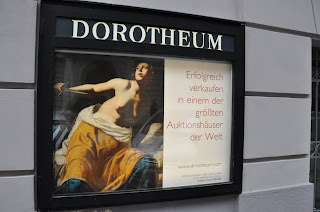 DOROTHEUM
Erfolgreich
verkaufen
in einem der
größten
Auktionshäuser
der Welt
www.dorotheum.com